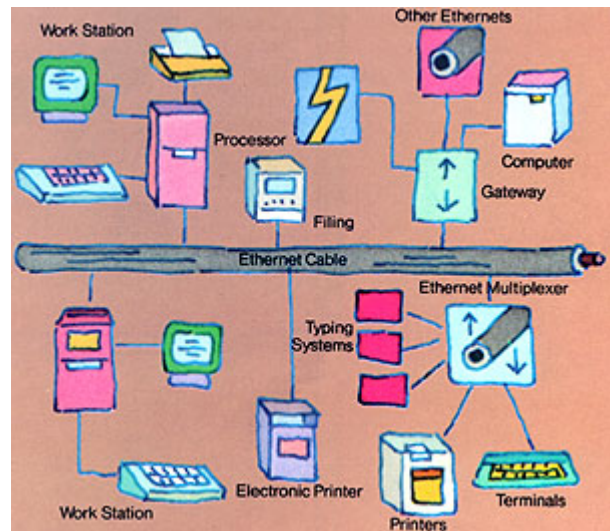 Other Ethernets
Work Station
Processor
Computer
Gateway
Filing
Ethernet Cable
Ethernet Multiplexer
Typing
Systems
Electronic Printer
Work Station
Printers
Terminals